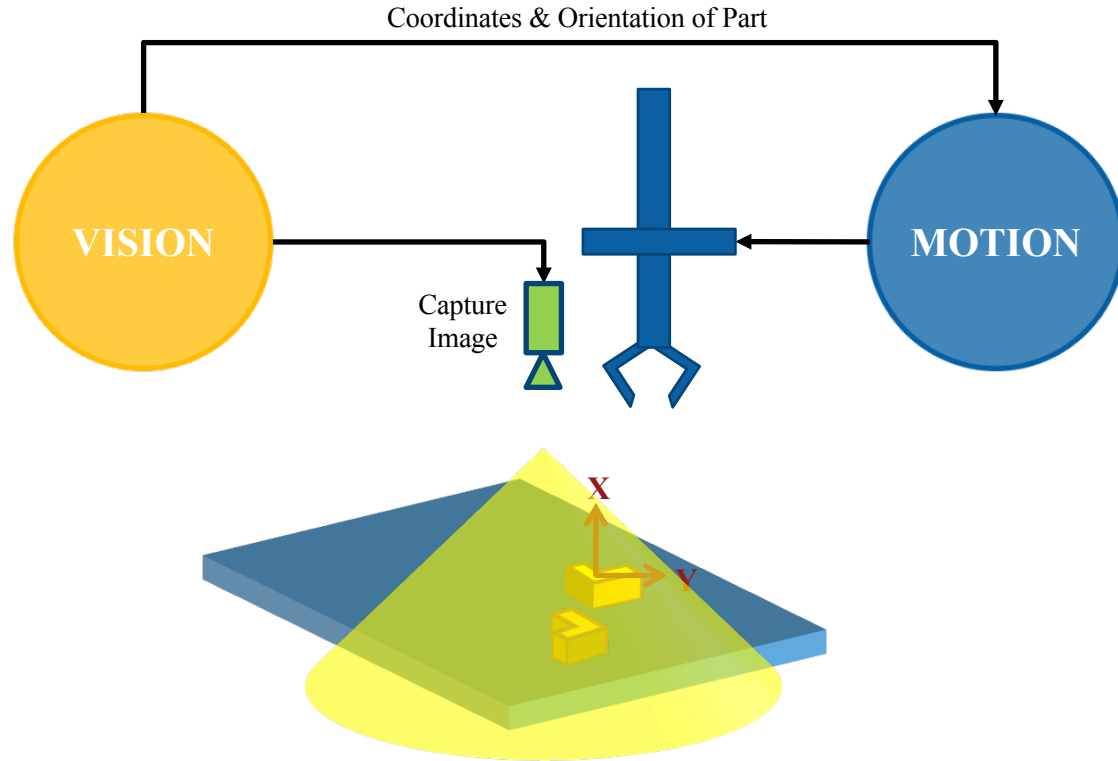 Coordinates & Orientation of Part
VISION
MOTION
Capture
Image
X
Y